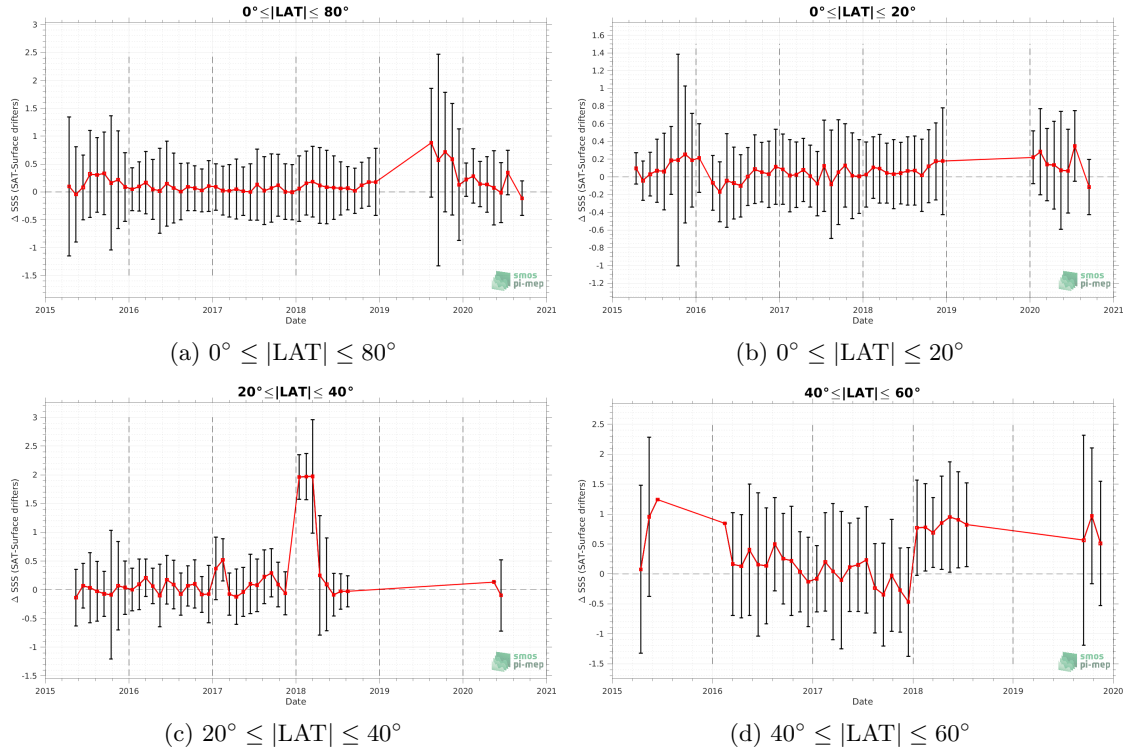 0°≤|LAT|≤ 80°
3
2.5
2
1.5
1
0.5
0
-0.5
-1
-1.5
Δ SSS (SAT-Surface drifters)
2015 2016 2017 2018 2019 2020 2021
Date
smos
pi-mep
(a) 0° ≤ |LAT| ≤ 80°
0°≤|LAT|≤ 20°
1.6
1.4
1.2
1
0.8
0.6
0.4
0.2
0
-0.2
-0.4
-0.6
-0.8
-1
-1.2
Δ SSS (SAT-Surface drifters)
2015 2016 2017 2018 2019 2020 2021
Date
smos
pi-mep
(b) 0° ≤ |LAT| ≤ 20°
20°≤|LAT|≤ 40°
3
2.5
2
1.5
1
0.5
0
-0.5
-1
-1.5
Δ SSS (SAT-Surface drifters)
2015 2016 2017 2018 2019 2020 2021
Date
smos
pi-mep
(c) 20° ≤ |LAT| ≤ 40°
40°≤|LAT|≤ 60°
2.5
2
1.5
1
0.5
0
-0.5
-1
-1.5
Δ SSS (SAT-Surface drifters)
2015 2016 2017 2018 2019 2020
Date
smos
pi-mep
(d) 40° ≤ |LAT| ≤ 60°